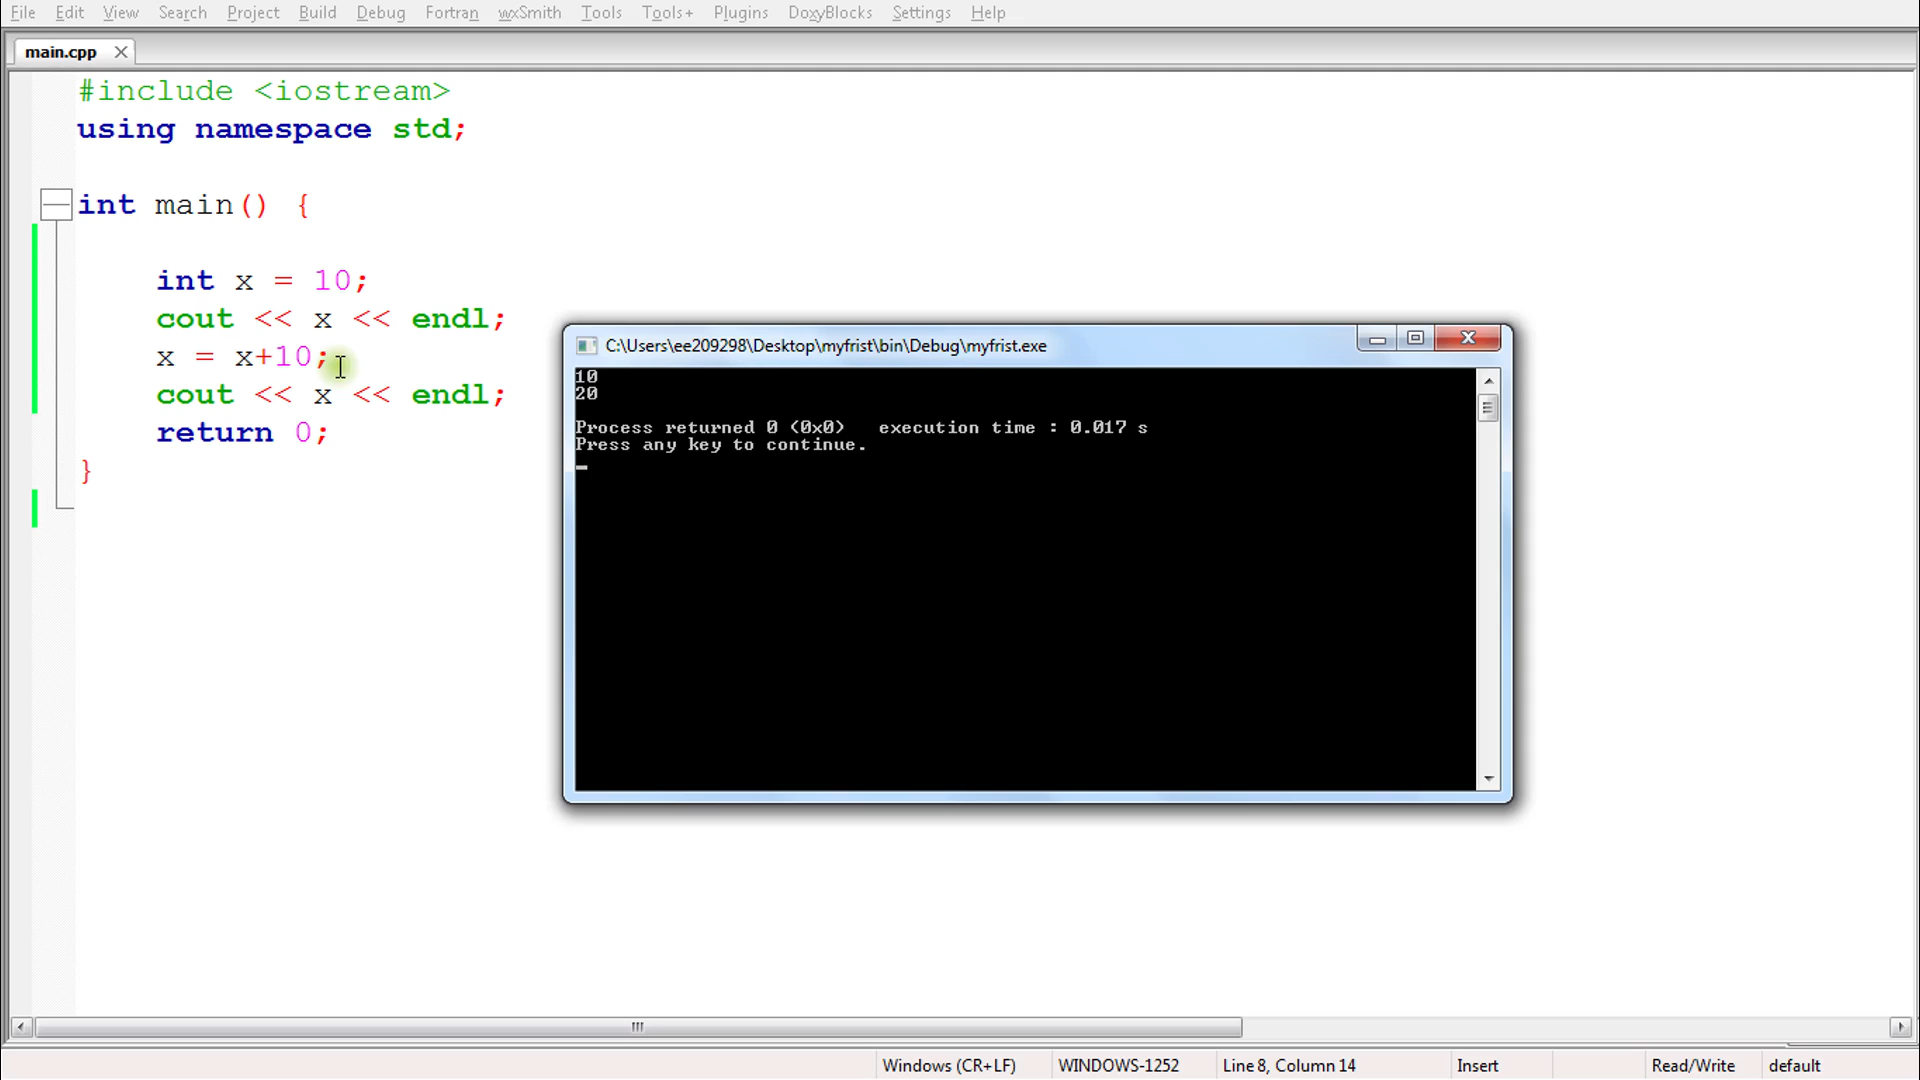 File Edit View Search Project Build Debug Fortran wxSmith Tools Tools+ Plugins DoxyBlocks Settings Help
main.cpp
#include <iostream>
using namespace std;
int main() {
int x = 10;
cout << x << endl;
x = x+10;
cout << x << endl;
return 0;
}
C:\Users\ee209298\Desktop\myfrist\bin\Debug\myfrist.exe
10
20
Process returned 0 (0x0)   execution time : 0.017 s
Press any key to continue.
Windows (CR+LF) WINDOWS-1252 Line 8, Column 14 Insert Read/Write default